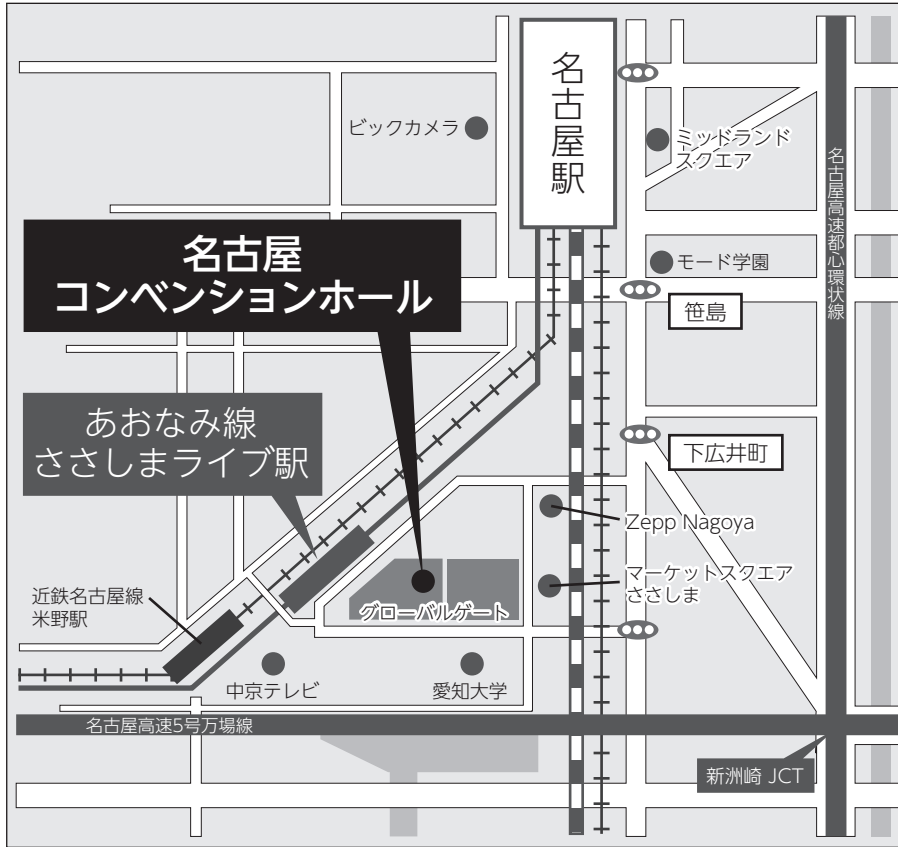 名古屋駅
ビックカメラ
ミッドランド
スクエア
名古屋高速都心環状線
名古屋
コンベンションホール
モード学園
笹島
あおなみ線
ささしまライブ駅
下広井町
Zepp Nagoya
マーケットスクエア
ささしま
近鉄名古屋線
米野駅
グローバルゲート
中京テレビ
愛知大学
名古屋高速5号万場線
新洲崎 JCT